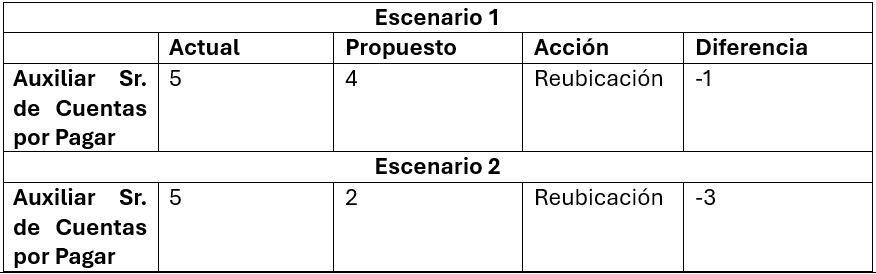 Escenario 1
Actual Propuesto Acción Diferencia
Auxiliar Sr. 5 4 Reubicación -1
de Cuentas
por Pagar
Escenario 2
Auxiliar Sr. 5 2 Reubicación -3
de Cuentas
por Pagar